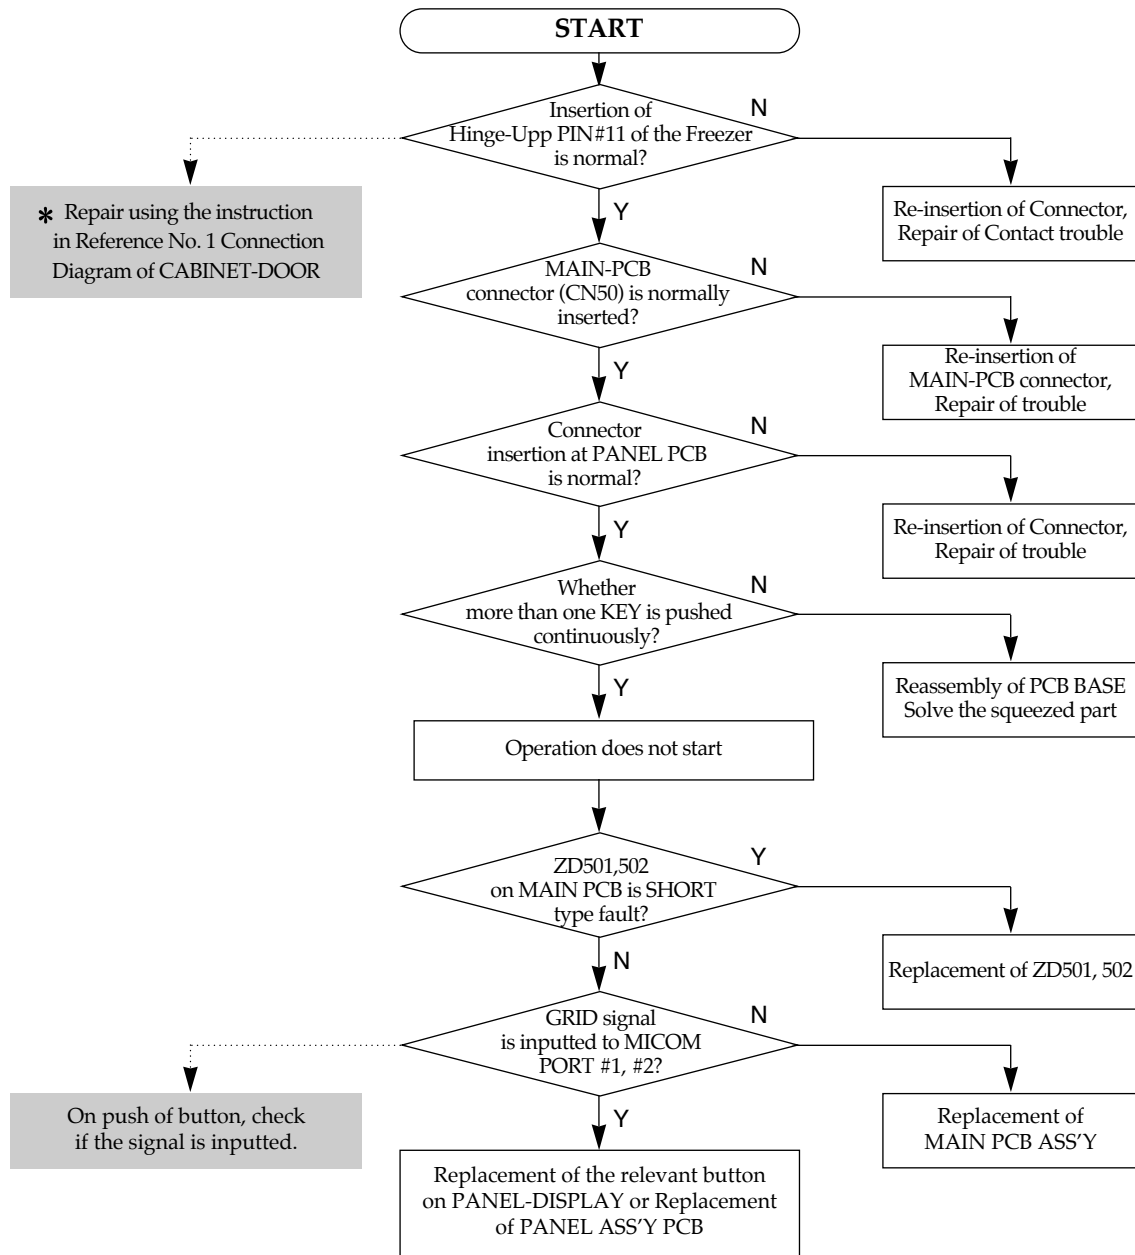 START
Insertion of
Hinge-Upp PIN#11 of the Freezer
is normal?
N
Y
* Repair using the instruction
in Reference No. 1 Connection
Diagram of CABINET-DOOR
Re-insertion of Connector,
Repair of Contact trouble
MAIN-PCB
connector (CN50) is normally
inserted?
N
Y
Re-insertion of
MAIN-PCB connector,
Repair of trouble
Connector
insertion at PANEL PCB
is normal?
N
Y
Re-insertion of Connector,
Repair of trouble
Whether
more than one KEY is pushed
continuously?
N
Y
Reassembly of PCB BASE
Solve the squeezed part
Operation does not start
ZD501,502
on MAIN PCB is SHORT
type fault?
Y
N
Replacement of ZD501, 502
GRID signal
is inputted to MICOM
PORT #1, #2?
N
Y
On push of button, check
if the signal is inputted.
Replacement of
MAIN PCB ASS'Y
Replacement of the relevant button
on PANEL-DISPLAY or Replacement
of PANEL ASS'Y PCB